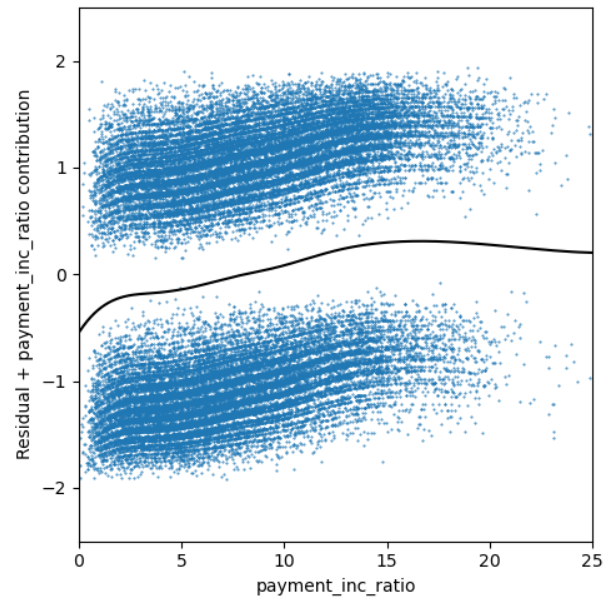 Residual + payment_inc_ratio contribution
2
1
0
−1
−2
0 5 10 15 20 25
payment_inc_ratio